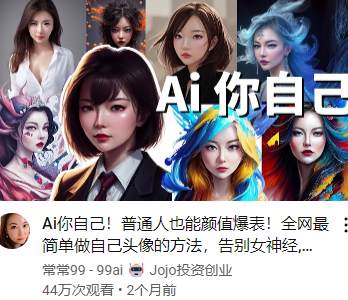 Ai 你自己
Ai你自己！普通人也能颜值爆表！全网最
简单做自己头像的方法，告别女神经,...
常常99 - 99ai 🤖 Jojo投资创业
44万次观看 • 2个月前